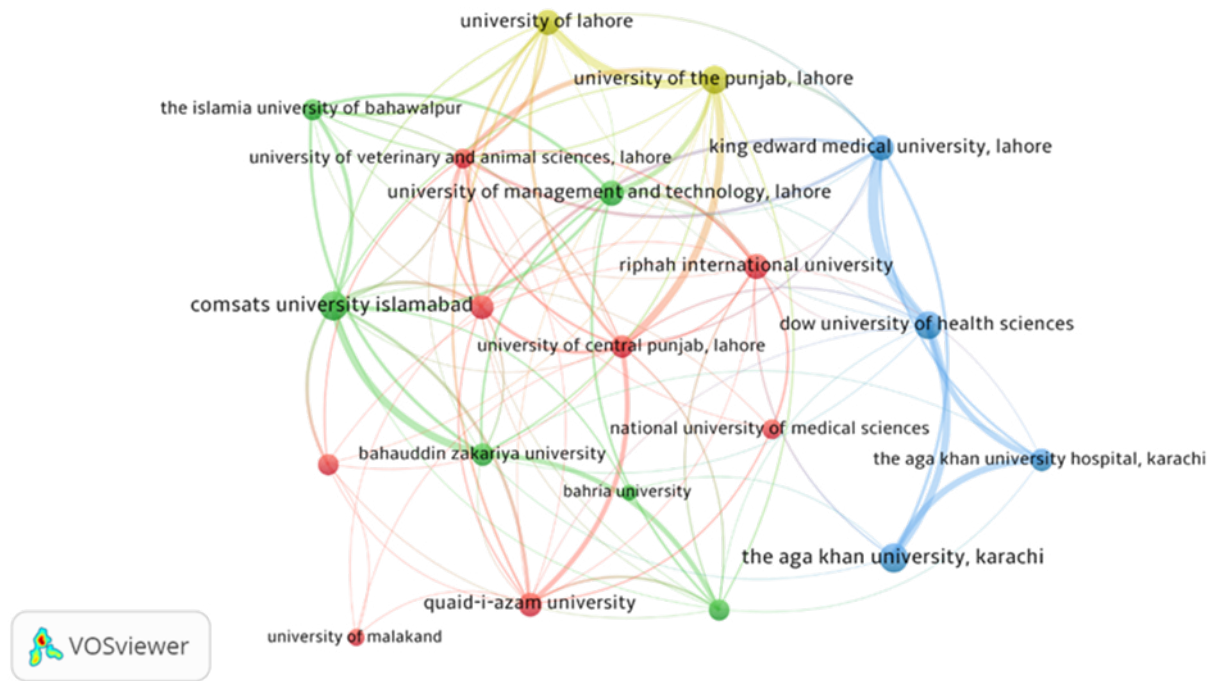 university of lahore
university of the punjab, lahore
the islamia university of bahawalpur
king edward medical university, lahore
university of veterinary and animal sciences, lahore
university of management and technology, lahore
riphah international university
comsats university islamabad
dow university of health sciences
university of central punjab, lahore
national university of medical sciences
bahauddin zakariya university
the aga khan university hospital, karachi
bahria university
the aga khan university, karachi
quaid-i-azam university
university of malakand
VOSviewer